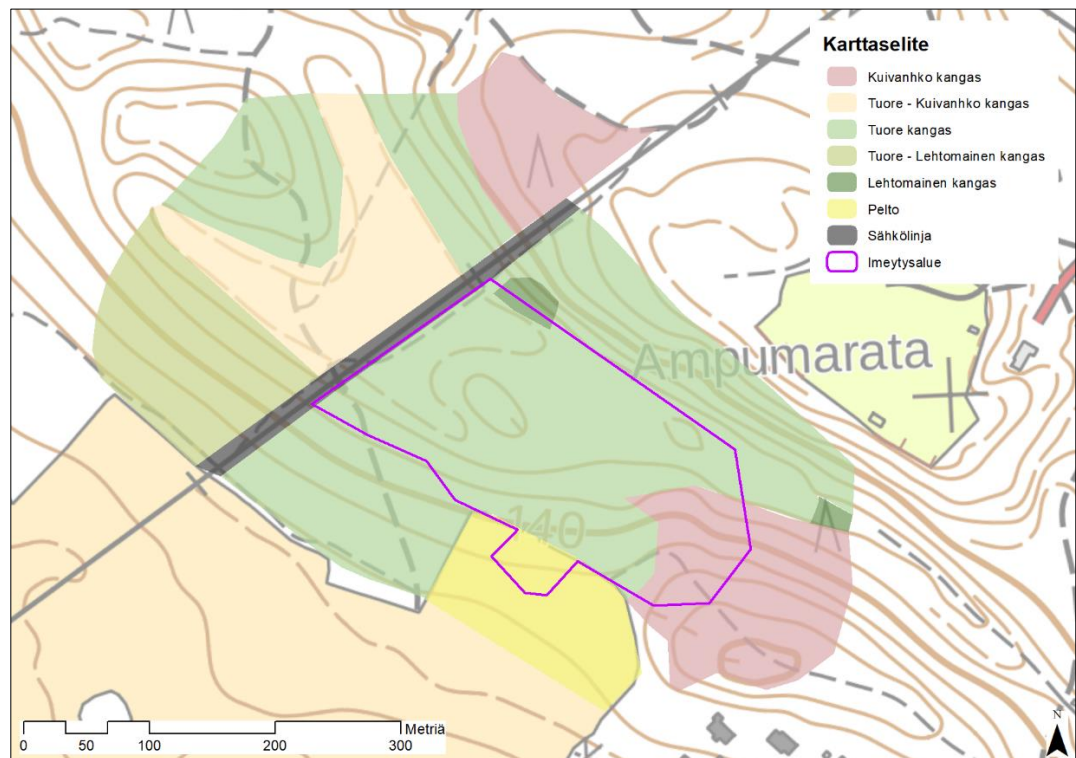 Karttaselite
Kuivanhko kangas
Tuore - Kuivanhko kangas
Tuore kangas
Tuore - Lehtomainen kangas
Lehtomainen kangas
Pelto
Sähkölinja
Imeytysalue
Ampumarata
140
Metriä
0 50 100 200 300
N